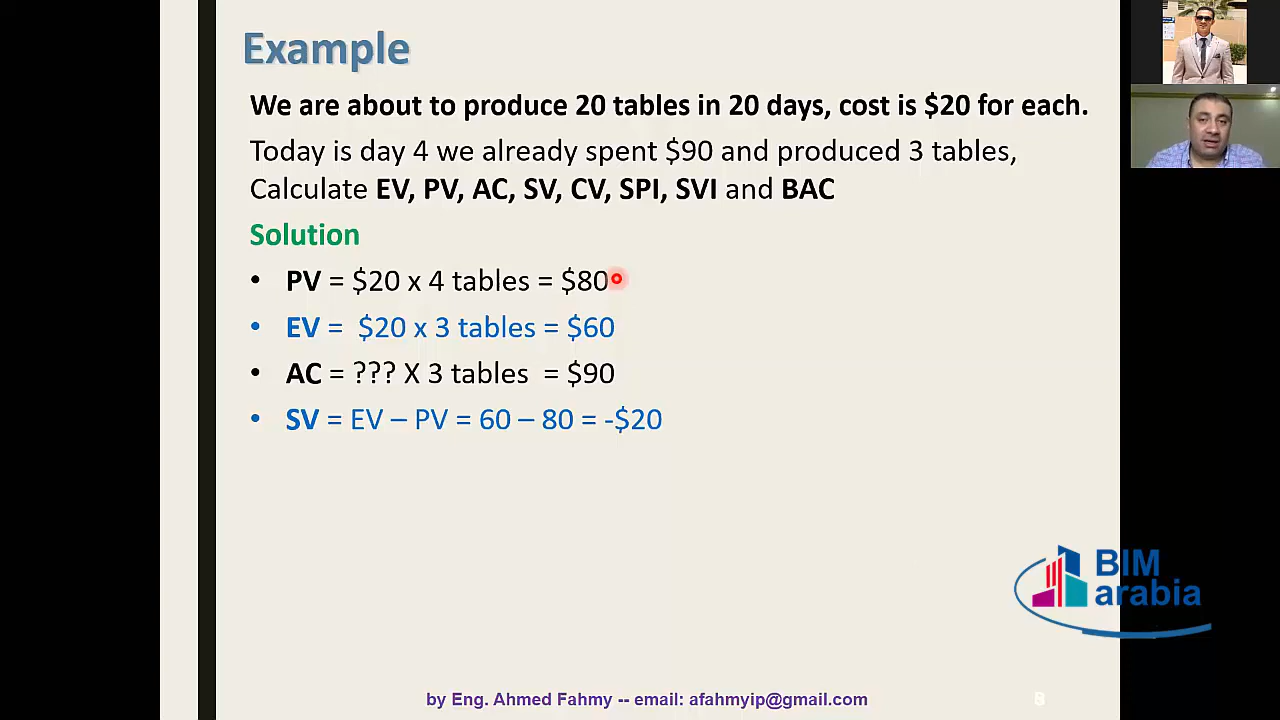 Example
We are about to produce 20 tables in 20 days, cost is $20 for each.
Today is day 4 we already spent $90 and produced 3 tables,
Calculate EV, PV, AC, SV, CV, SPI, SVI and BAC
Solution
• PV = $20 x 4 tables = $80
• EV = $20 x 3 tables = $60
• AC = ??? X 3 tables = $90
• SV = EV – PV = 60 – 80 = -$20
BIM
arabia
by Eng. Ahmed Fahmy -- email: afahmyip@gmail.com
8